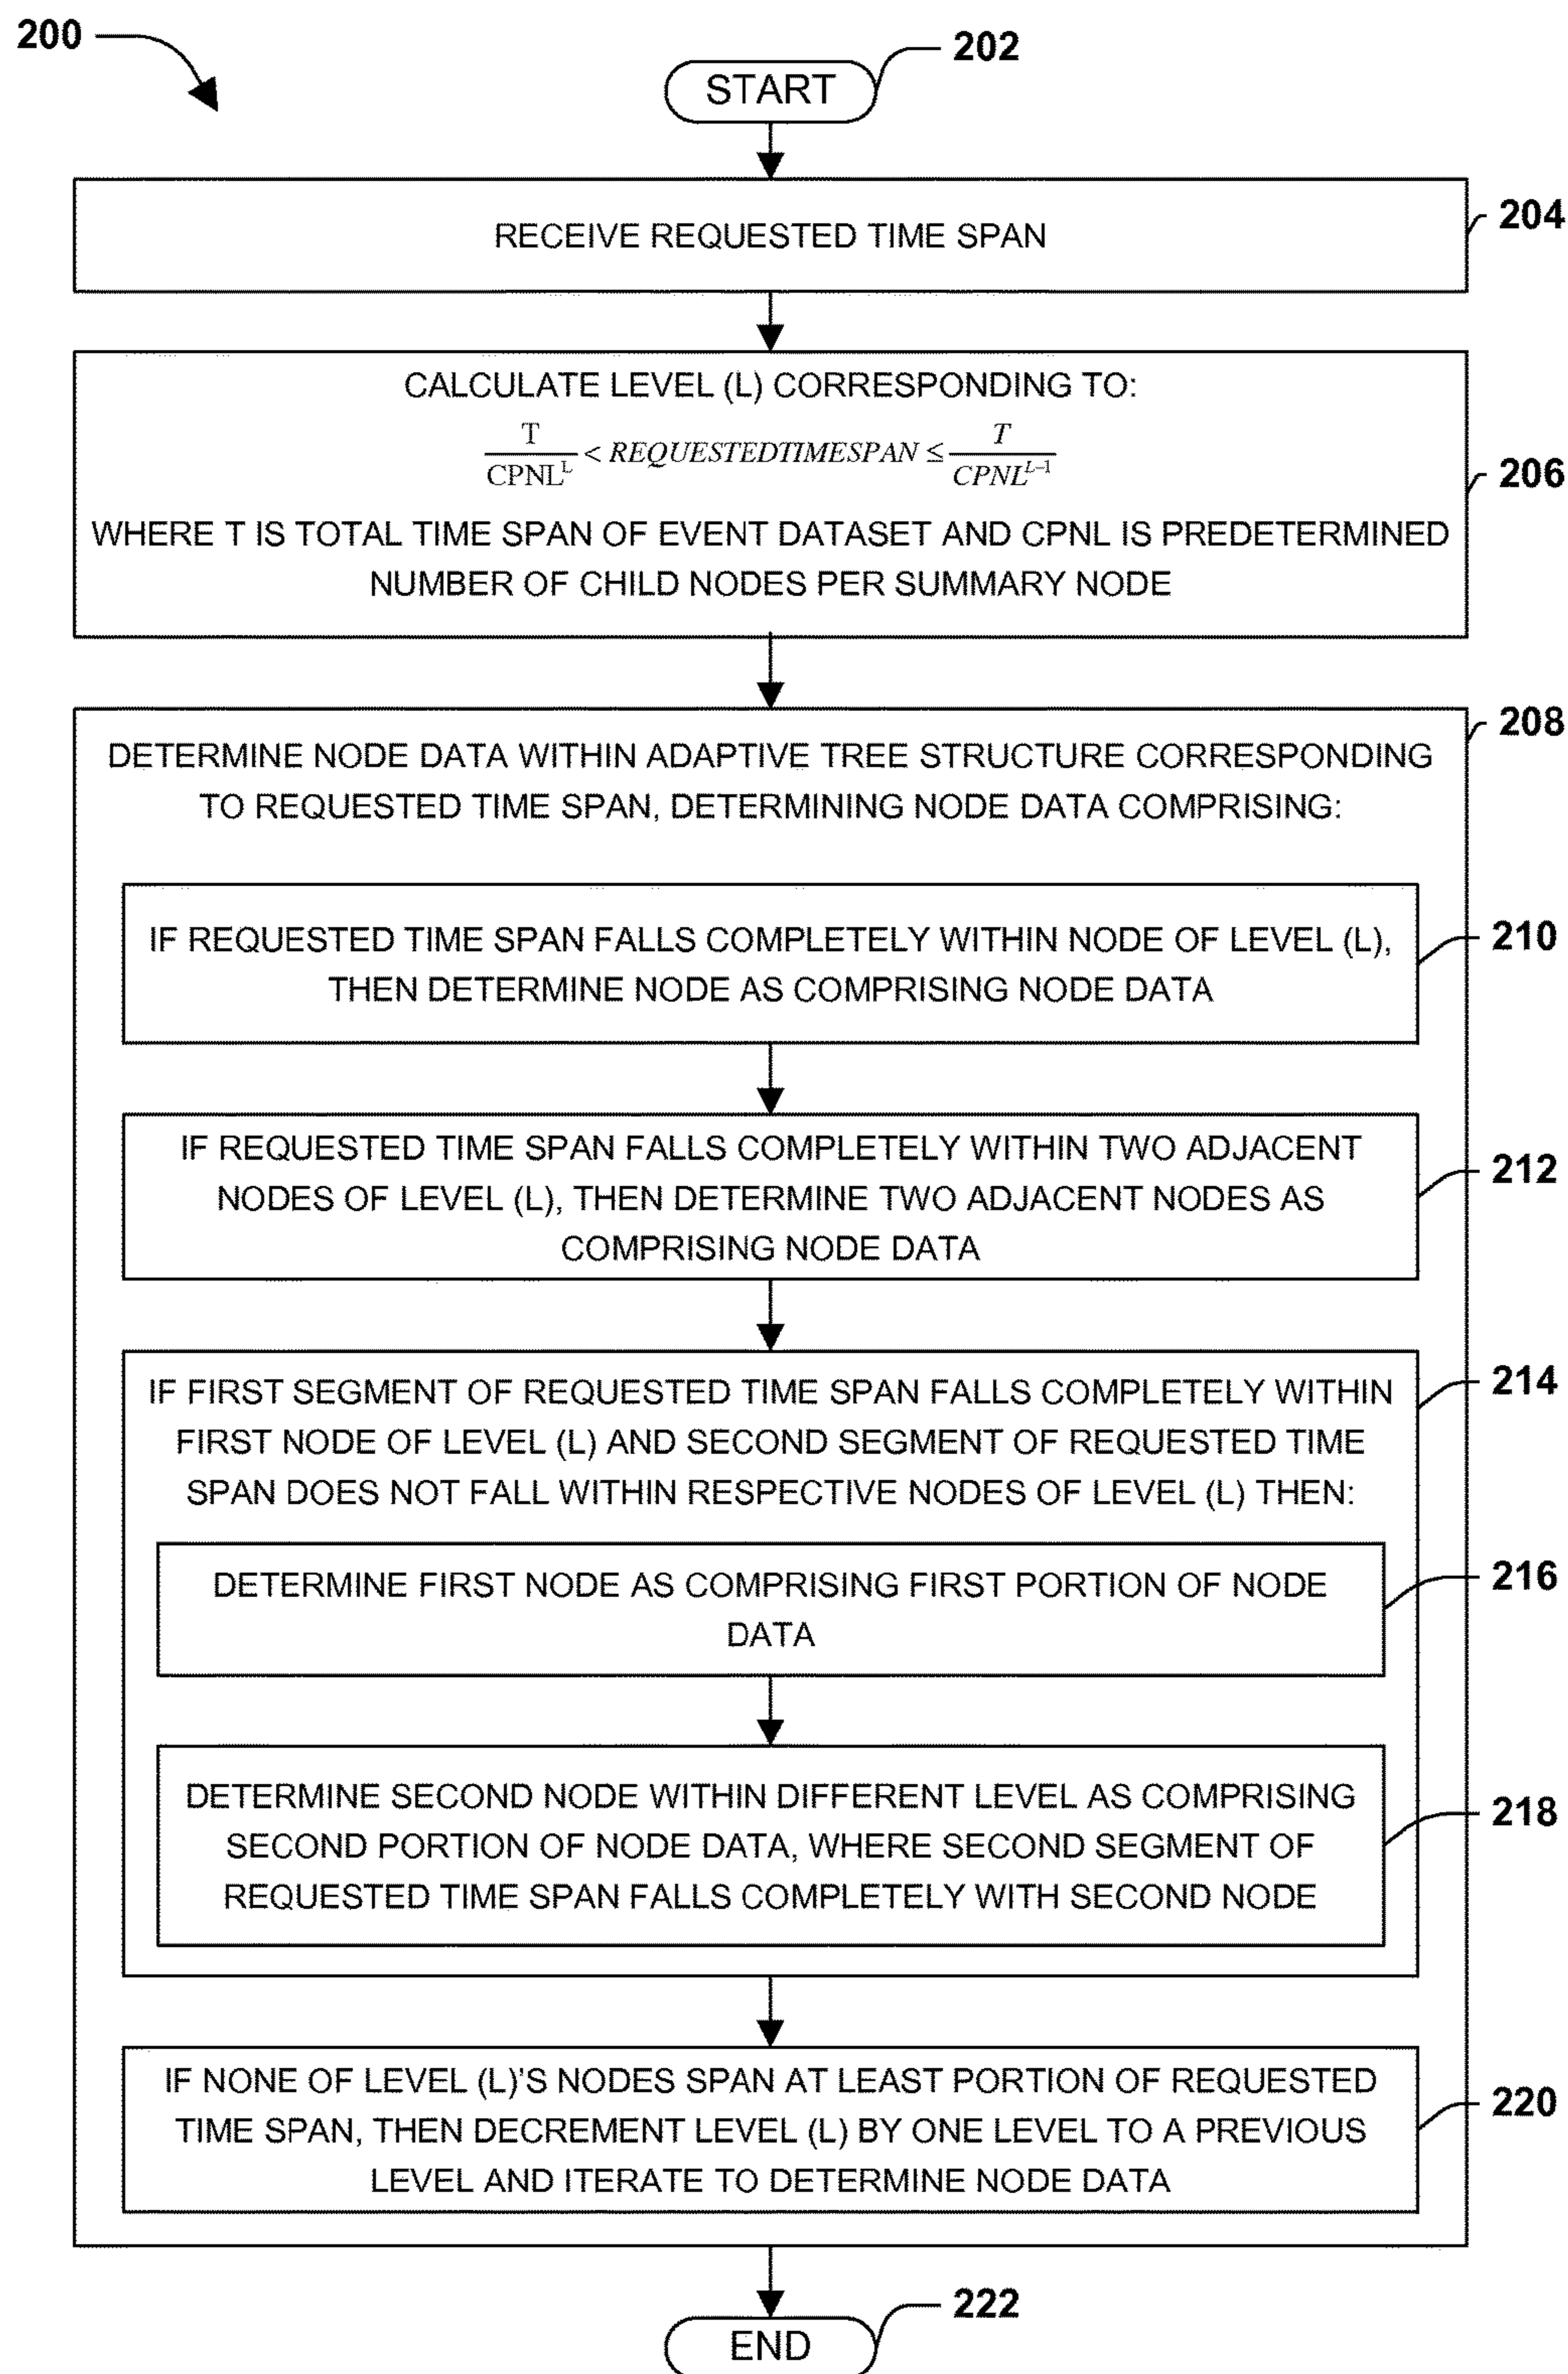 200
202
START
204
RECEIVE REQUESTED TIME SPAN
CALCULATE LEVEL (L) CORRESPONDING TO:
T/CPNL^L < REQUESTEDTIMESPAN ≤ T/CPNL^L–1
206
WHERE T IS TOTAL TIME SPAN OF EVENT DATASET AND CPNL IS PREDETERMINED
NUMBER OF CHILD NODES PER SUMMARY NODE
208
DETERMINE NODE DATA WITHIN ADAPTIVE TREE STRUCTURE CORRESPONDING
TO REQUESTED TIME SPAN, DETERMINING NODE DATA COMPRISING:
IF REQUESTED TIME SPAN FALLS COMPLETELY WITHIN NODE OF LEVEL (L),
THEN DETERMINE NODE AS COMPRISING NODE DATA
210
IF REQUESTED TIME SPAN FALLS COMPLETELY WITHIN TWO ADJACENT
NODES OF LEVEL (L), THEN DETERMINE TWO ADJACENT NODES AS
COMPRISING NODE DATA
212
IF FIRST SEGMENT OF REQUESTED TIME SPAN FALLS COMPLETELY WITHIN
FIRST NODE OF LEVEL (L) AND SECOND SEGMENT OF REQUESTED TIME
SPAN DOES NOT FALL WITHIN RESPECTIVE NODES OF LEVEL (L) THEN:
214
DETERMINE FIRST NODE AS COMPRISING FIRST PORTION OF NODE
DATA
216
DETERMINE SECOND NODE WITHIN DIFFERENT LEVEL AS COMPRISING
SECOND PORTION OF NODE DATA, WHERE SECOND SEGMENT OF
REQUESTED TIME SPAN FALLS COMPLETELY WITH SECOND NODE
218
IF NONE OF LEVEL (L)'S NODES SPAN AT LEAST PORTION OF REQUESTED
TIME SPAN, THEN DECREMENT LEVEL (L) BY ONE LEVEL TO A PREVIOUS
LEVEL AND ITERATE TO DETERMINE NODE DATA
220
222
END